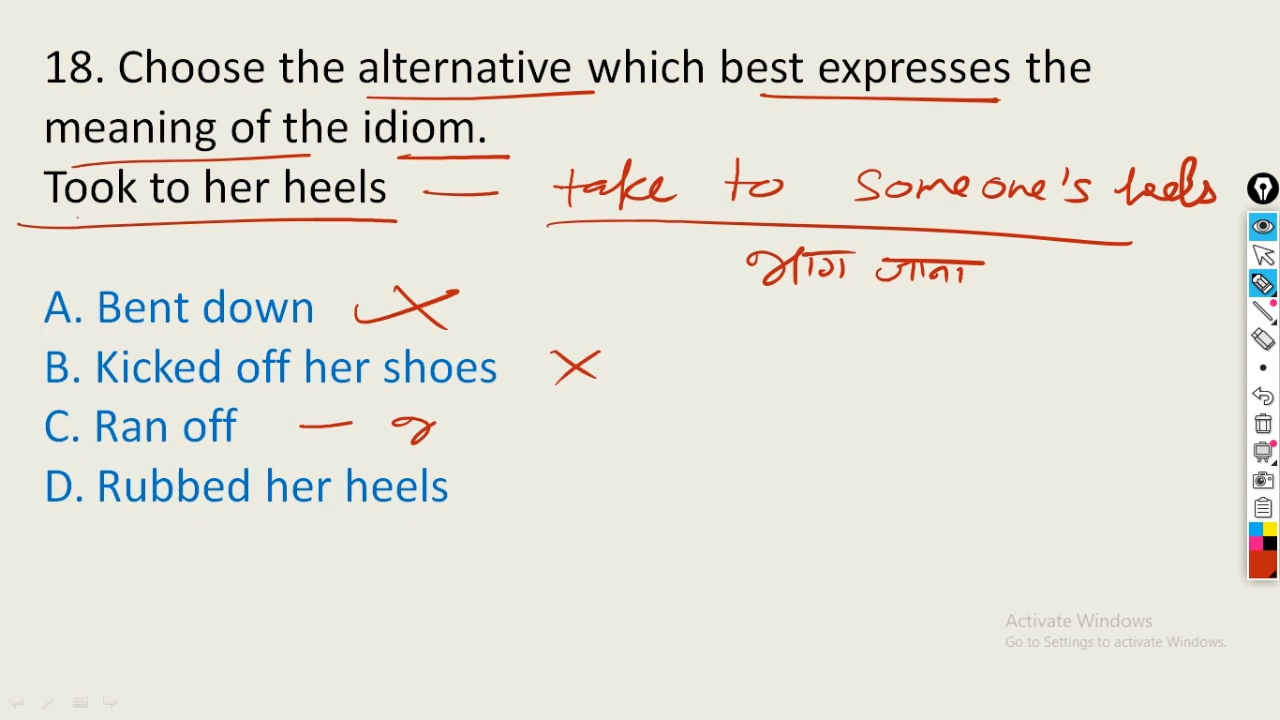 18. Choose the alternative which best expresses the
meaning of the idiom.
Took to her heels — take to someone's heels
भाग जाना
A. Bent down
B. Kicked off her shoes
C. Ran off —
D. Rubbed her heels
Activate Windows
Go to Settings to activate Windows.